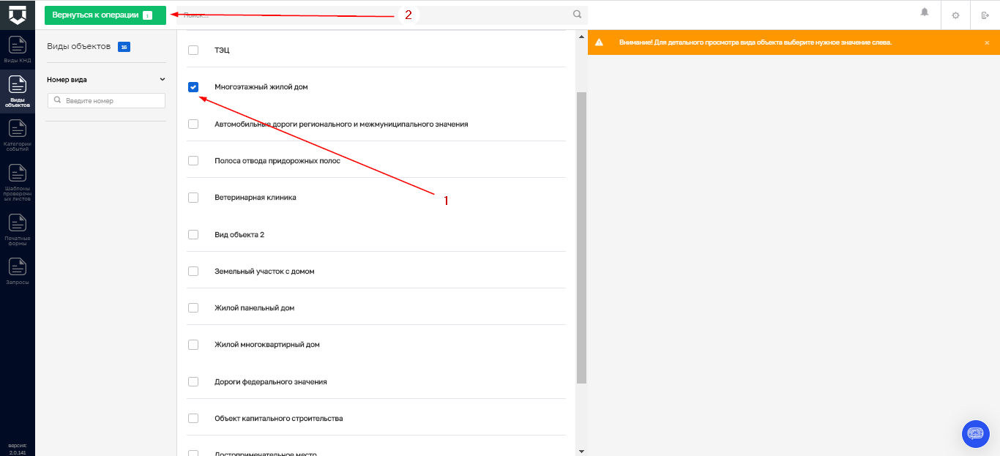 Вернуться к операции 1
Поиск...
2
Виды КНД
Виды
объектов
Категории
событий
Шаблоны
проверочн
ых листов
Печатные
формы
Запросы
версия:
2.0.141
Виды объектов 16
Номер вида
Введите номер
ТЭЦ
Многоэтажный жилой дом
Автомобильные дороги регионального и межмуниципального значения
Полоса отвода придорожных полос
Ветеринарная клиника
1
Вид объекта 2
Земельный участок с домом
Жилой панельный дом
Жилой многоквартирный дом
Дороги федерального значения
Объект капитального строительства
Достопримечательное место
Внимание! Для детального просмотра вида объекта выберите нужное значение слева.